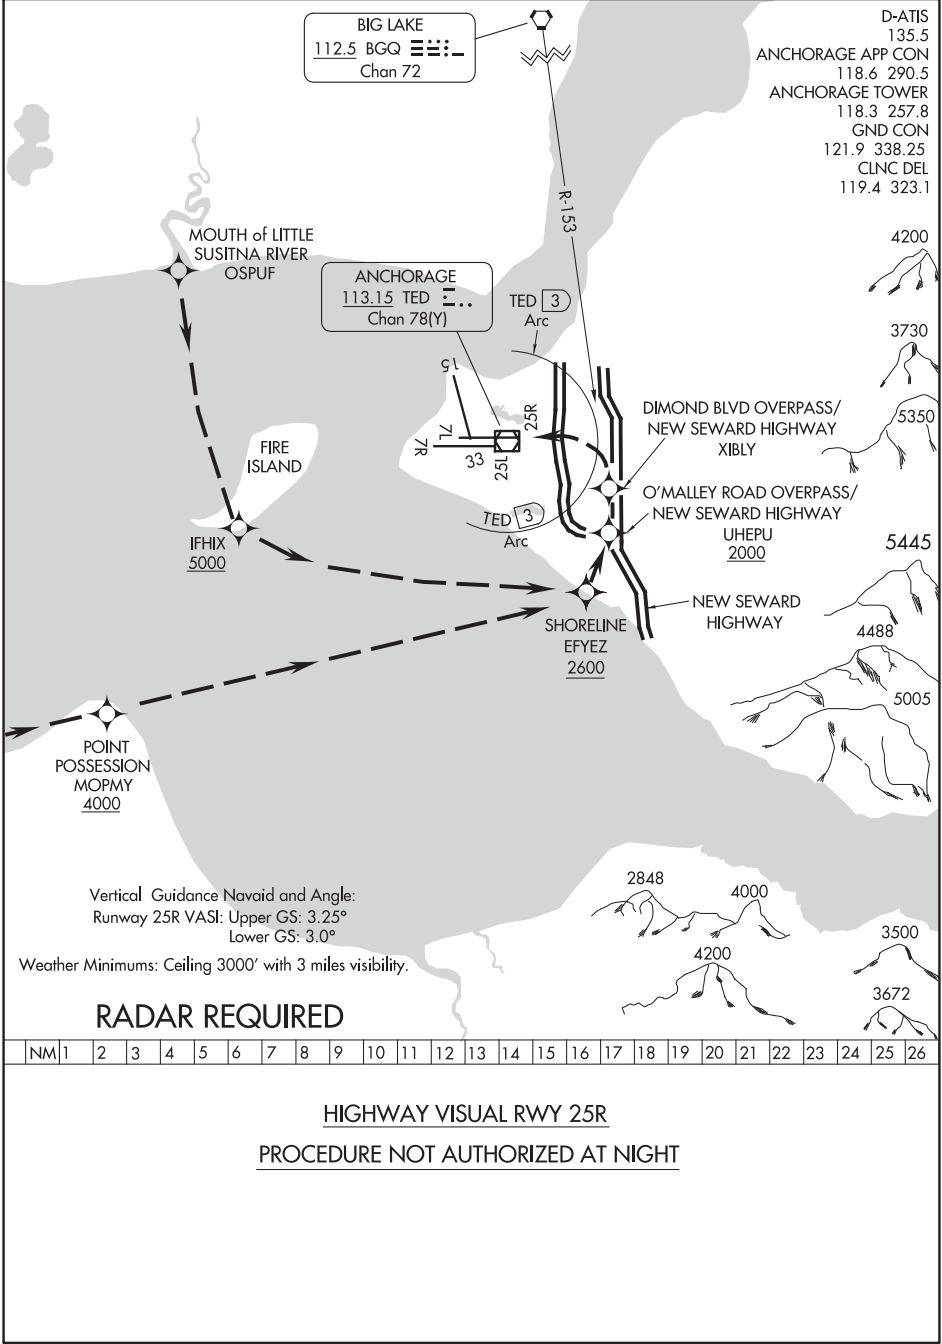 BIG LAKE
112.5 BGQ
Chan 72
D-ATIS
135.5
ANCHORAGE APP CON
118.6 290.5
ANCHORAGE TOWER
118.3 257.8
GND CON
121.9 338.25
CLNC DEL
119.4 323.1
R-153
MOUTH of LITTLE
SUSITNA RIVER
OSPUF
ANCHORAGE
113.15 TED
Chan 78(Y)
TED 3
Arc
4200
3730
5350
15
7L
7R
33
25L
25R
DIMOND BLVD OVERPASS/
NEW SEWARD HIGHWAY
XIBLY
FIRE
ISLAND
O'MALLEY ROAD OVERPASS/
NEW SEWARD HIGHWAY
UHEPU
2000
TED 3
Arc
IFHIX
5000
5445
NEW SEWARD
HIGHWAY
SHORELINE
EFYEZ
2600
4488
5005
POINT
POSSESSION
MOPMY
4000
Vertical Guidance Navaid and Angle:
Runway 25R VASI: Upper GS: 3.25°
Lower GS: 3.0°
Weather Minimums: Ceiling 3000' with 3 miles visibility.
2848
4000
4200
3500
3672
RADAR REQUIRED
NM 1 2 3 4 5 6 7 8 9 10 11 12 13 14 15 16 17 18 19 20 21 22 23 24 25 26
HIGHWAY VISUAL RWY 25R
PROCEDURE NOT AUTHORIZED AT NIGHT